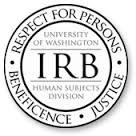 · RESPECT FOR PERSONS ·
UNIVERSITY
OF WASHINGTON
IRB
HUMAN SUBJECTS
DIVISION
BENEFICENCE · JUSTICE